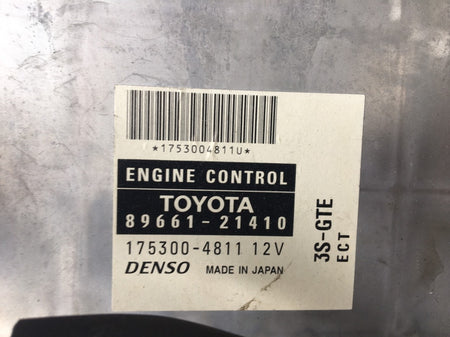 *1753004811U*
ENGINE CONTROL
TOYOTA
89661-21410
175300-4811 12V
DENSO MADE IN JAPAN
3S-GTE
ECT